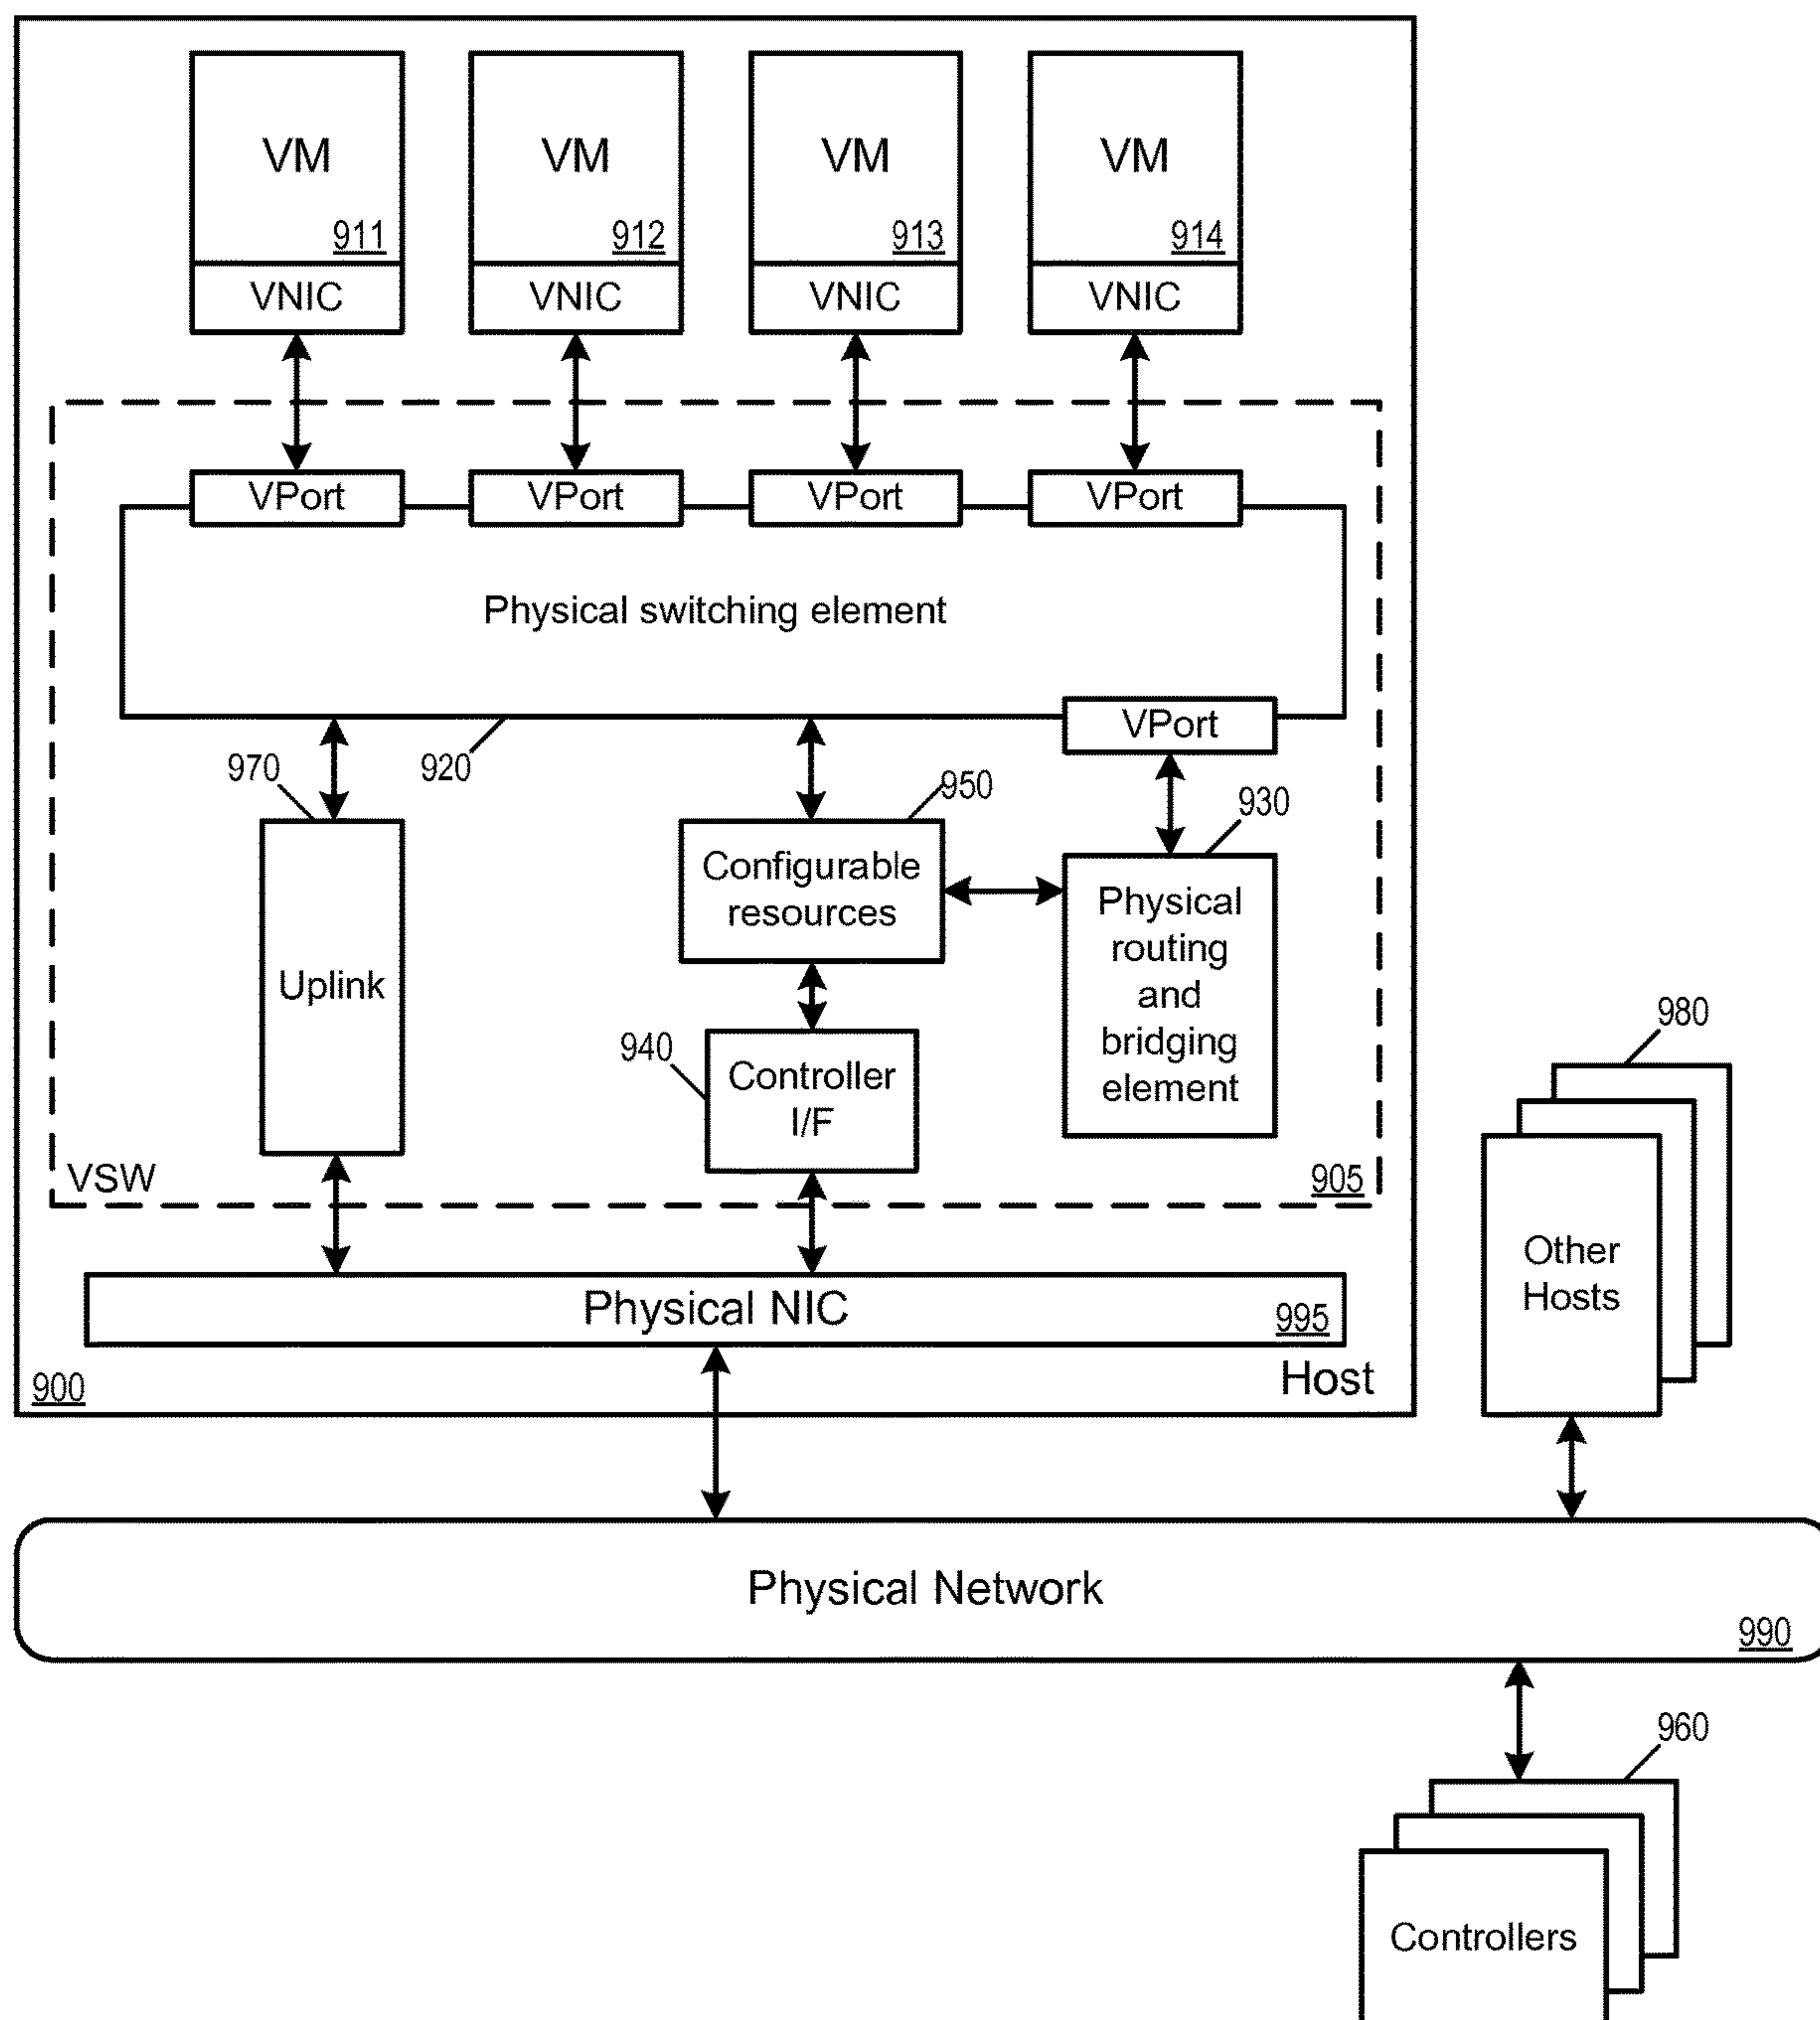 VM
VM
VM
VM
911
912
913
914
VNIC
VNIC
VNIC
VNIC
VPort
VPort
VPort
VPort
Physical switching element
VPort
970
920
950
930
Configurable
resources
Physical
routing
and
bridging
element
Uplink
940
Controller
I/F
VSW
905
980
Other
Hosts
Physical NIC
995
900
Host
Physical Network
990
960
Controllers